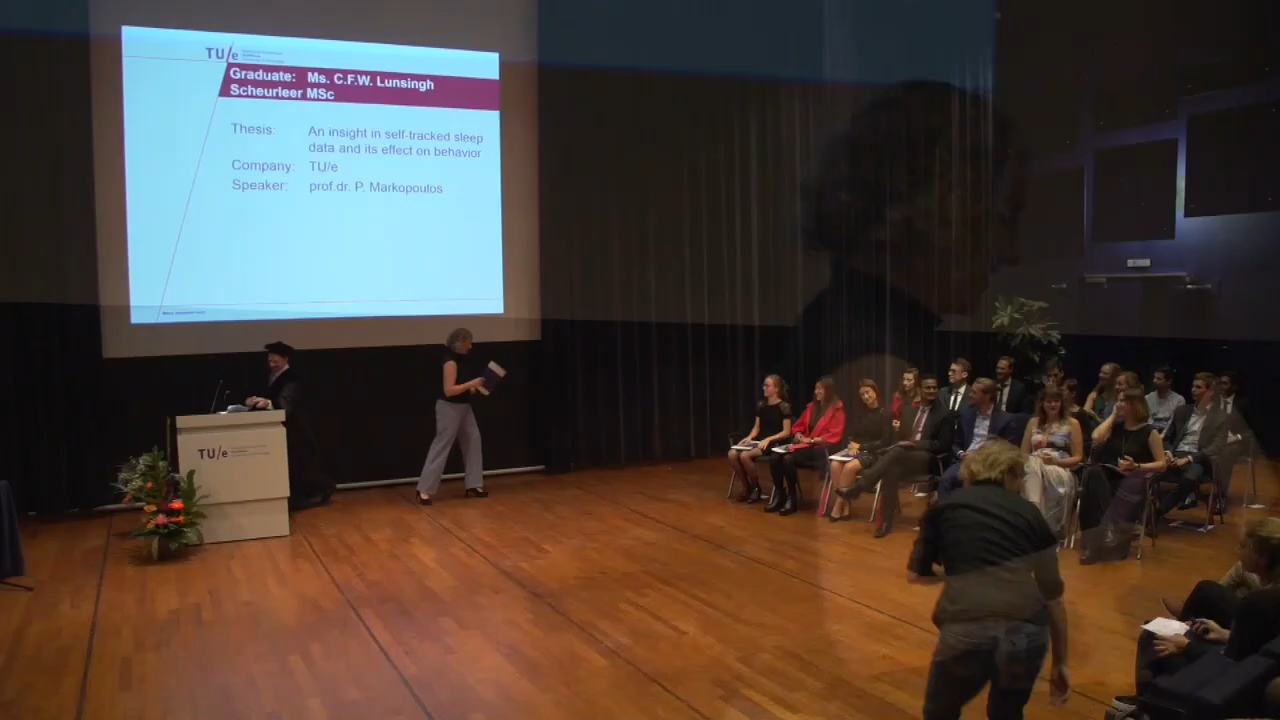 TU/e
Graduate: Ms. C.F.W. Lunsingh
Scheurleer MSc
Thesis: An insight in self-tracked sleep
data and its effect on behavior
Company: TU/e
Speaker: prof.dr. P. Markopoulos
TU/e